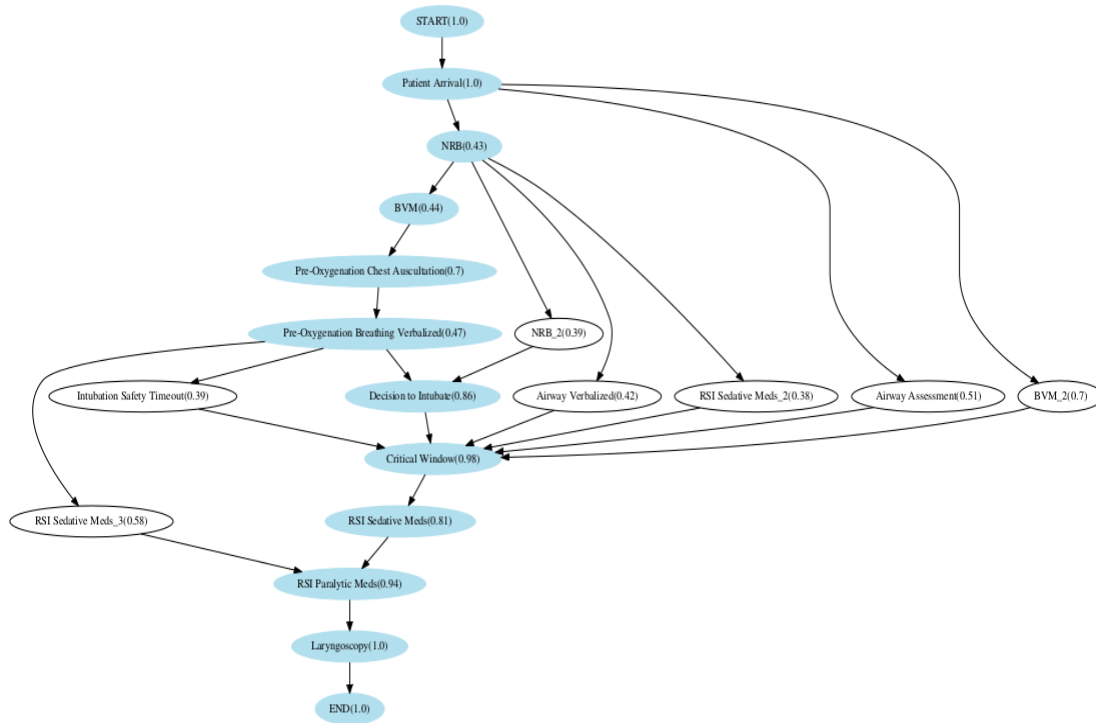 START(1.0)
Patient Arrival(1.0)
NRB(0.43)
BVM(0.44)
Pre-Oxygenation Chest Auscultation(0.7)
Pre-Oxygenation Breathing Verbalized(0.47)
NRB_2(0.39)
Intubation Safety Timeout(0.39)
Decision to Intubate(0.86)
Airway Verbalized(0.42)
RSI Sedative Meds_2(0.38)
Airway Assessment(0.51)
BVM_2(0.7)
Critical Window(0.98)
RSI Sedative Meds_3(0.58)
RSI Sedative Meds(0.81)
RSI Paralytic Meds(0.94)
Laryngoscopy(1.0)
END(1.0)